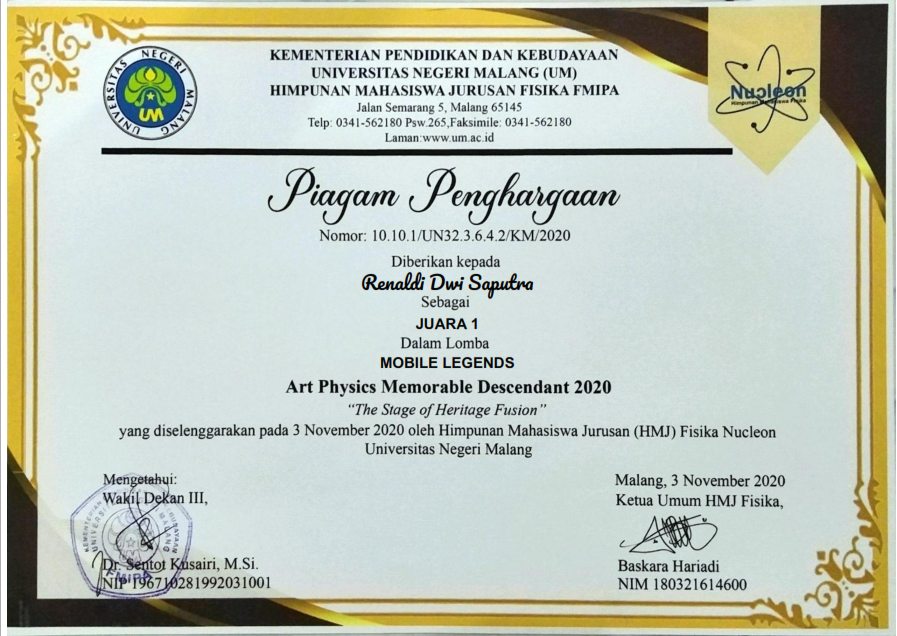 KEMENTERIAN PENDIDIKAN DAN KEBUDAYAAN
UNIVERSITAS NEGERI MALANG (UM)
HIMPUNAN MAHASISWA JURUSAN FISIKA FMIPA
Jalan Semarang 5, Malang 65145
Telp: 0341-562180 Psw.265,Faksimile: 0341-562180
Laman:www.um.ac.id
UNIVERSITAS NEGERI MALANG
UM
Nucleon
Himpunan Mahasiswa Fisika
Piagam Penghargaan
Nomor: 10.10.1/UN32.3.6.4.2/KM/2020
Diberikan kepada
Renaldi Dwi Saputra
Sebagai
JUARA 1
Dalam Lomba
MOBILE LEGENDS
Art Physics Memorable Descendant 2020
“The Stage of Heritage Fusion”
yang diselenggarakan pada 3 November 2020 oleh Himpunan Mahasiswa Jurusan (HMJ) Fisika Nucleon
Universitas Negeri Malang
Mengetahui:
Wakil Dekan III,
Dr. Sentot Kusairi, M.Si.
NIP 196710281992031001
FMIPA
Malang, 3 November 2020
Ketua Umum HMJ Fisika,
Baskara Hariadi
NIM 180321614600